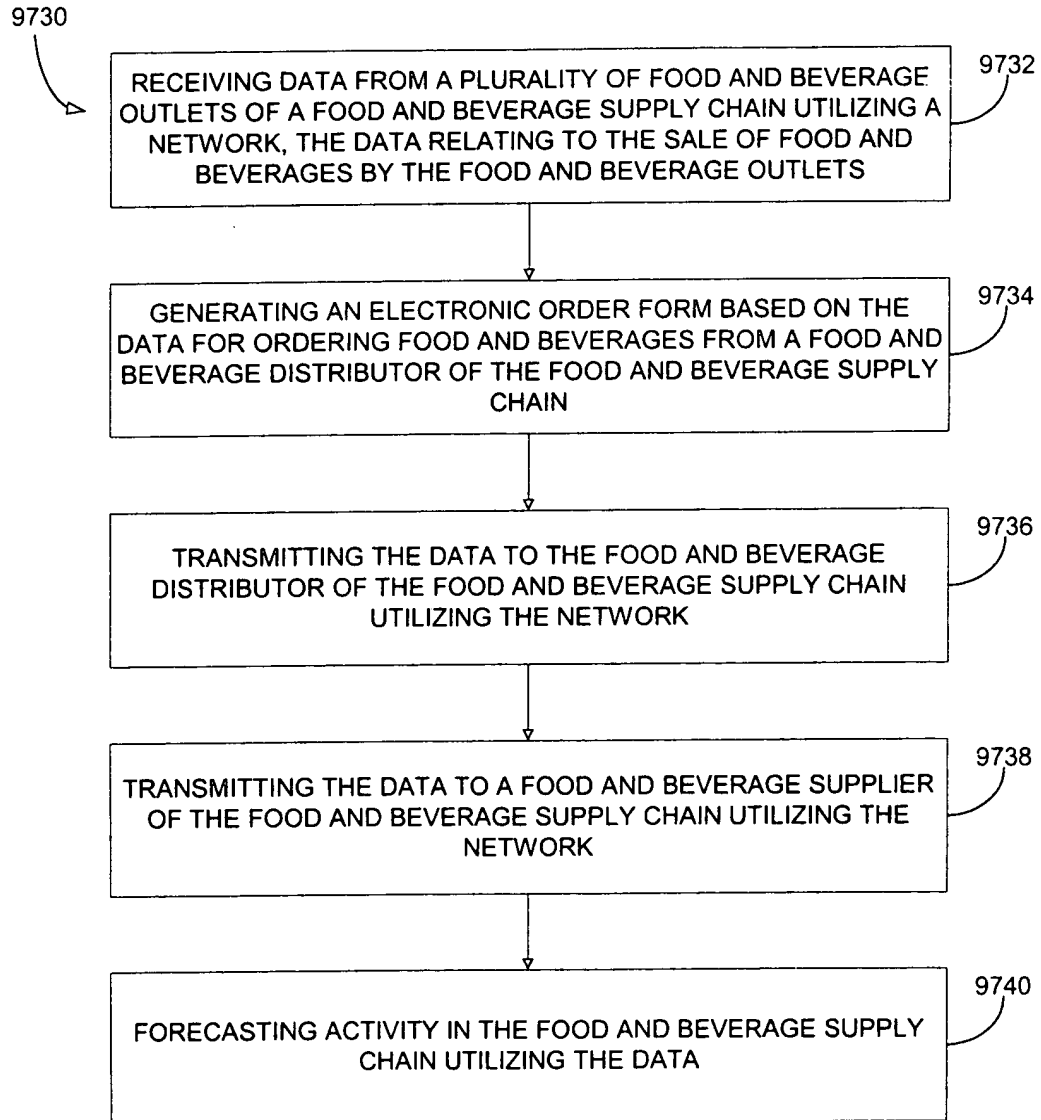 9730
9732
RECEIVING DATA FROM A PLURALITY OF FOOD AND BEVERAGE
OUTLETS OF A FOOD AND BEVERAGE SUPPLY CHAIN UTILIZING A
NETWORK, THE DATA RELATING TO THE SALE OF FOOD AND
BEVERAGES BY THE FOOD AND BEVERAGE OUTLETS
9734
GENERATING AN ELECTRONIC ORDER FORM BASED ON THE
DATA FOR ORDERING FOOD AND BEVERAGES FROM A FOOD AND
BEVERAGE DISTRIBUTOR OF THE FOOD AND BEVERAGE SUPPLY
CHAIN
9736
TRANSMITTING THE DATA TO THE FOOD AND BEVERAGE
DISTRIBUTOR OF THE FOOD AND BEVERAGE SUPPLY CHAIN
UTILIZING THE NETWORK
9738
TRANSMITTING THE DATA TO A FOOD AND BEVERAGE SUPPLIER
OF THE FOOD AND BEVERAGE SUPPLY CHAIN UTILIZING THE
NETWORK
9740
FORECASTING ACTIVITY IN THE FOOD AND BEVERAGE SUPPLY
CHAIN UTILIZING THE DATA